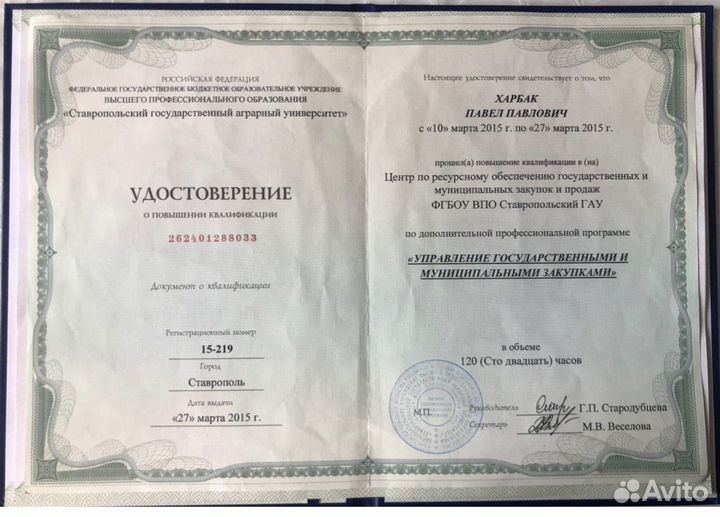 РОССИЙСКАЯ ФЕДЕРАЦИЯ
ФЕДЕРАЛЬНОЕ ГОСУДАРСТВЕННОЕ БЮДЖЕТНОЕ ОБРАЗОВАТЕЛЬНОЕ УЧРЕЖДЕНИЕ
ВЫСШЕГО ПРОФЕССИОНАЛЬНОГО ОБРАЗОВАНИЯ
«Ставропольский государственный аграрный университет»
УДОСТОВЕРЕНИЕ
О ПОВЫШЕНИИ КВАЛИФИКАЦИИ
262401288033
Документ о квалификации
Регистрационный номер
15-219
Город
Ставрополь
Дата выдачи
«27» марта 2015 г.
Настоящее удостоверение свидетельствует о том, что
ХАРБАК
ПАВЕЛ ПАВЛОВИЧ
с «10» марта 2015 г. по «27» марта 2015 г.
прошел(а) повышение квалификации в (на)
Центр по ресурсному обеспечению государственных и
муниципальных закупок и продаж
ФГБОУ ВПО Ставропольский ГАУ
по дополнительной профессиональной программе
«УПРАВЛЕНИЕ ГОСУДАРСТВЕННЫМИ И
МУНИЦИПАЛЬНЫМИ ЗАКУПКАМИ»
в объеме
120 (Сто двадцать) часов
М.П.
Руководитель Г.П. Стародубцева
Секретарь М.В. Веселова
Avito